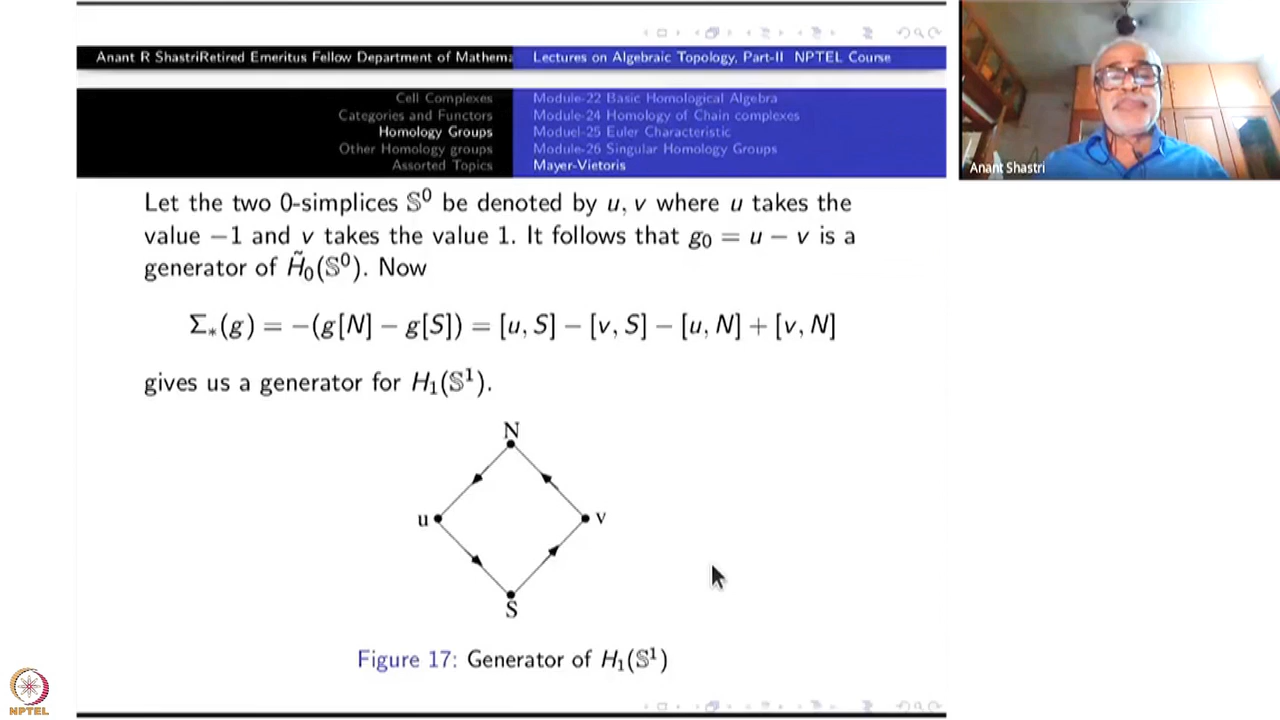 Anant R ShastriRetired Emeritus Fellow Department of Mathema
Lectures on Algebraic Topology, Part-II NPTEL Course
Cell Complexes
Categories and Functors
Homology Groups
Other Homology groups
Assorted Topics
Module-22 Basic Homological Algebra
Module-24 Homology of Chain complexes
Moduel-25 Euler Characteristic
Module-26 Singular Homology Groups
Mayer-Vietoris
Anant Shastri
Let the two 0-simplices 𝕊⁰ be denoted by u, v where u takes the
value −1 and v takes the value 1. It follows that g₀ = u − v is a
generator of H̃₀(𝕊⁰). Now
Σ∗(g) = −(g[N] − g[S]) = [u, S] − [v, S] − [u, N] + [v, N]
gives us a generator for H₁(𝕊¹).
N
u
v
S
Figure 17: Generator of H₁(𝕊¹)
NPTEL